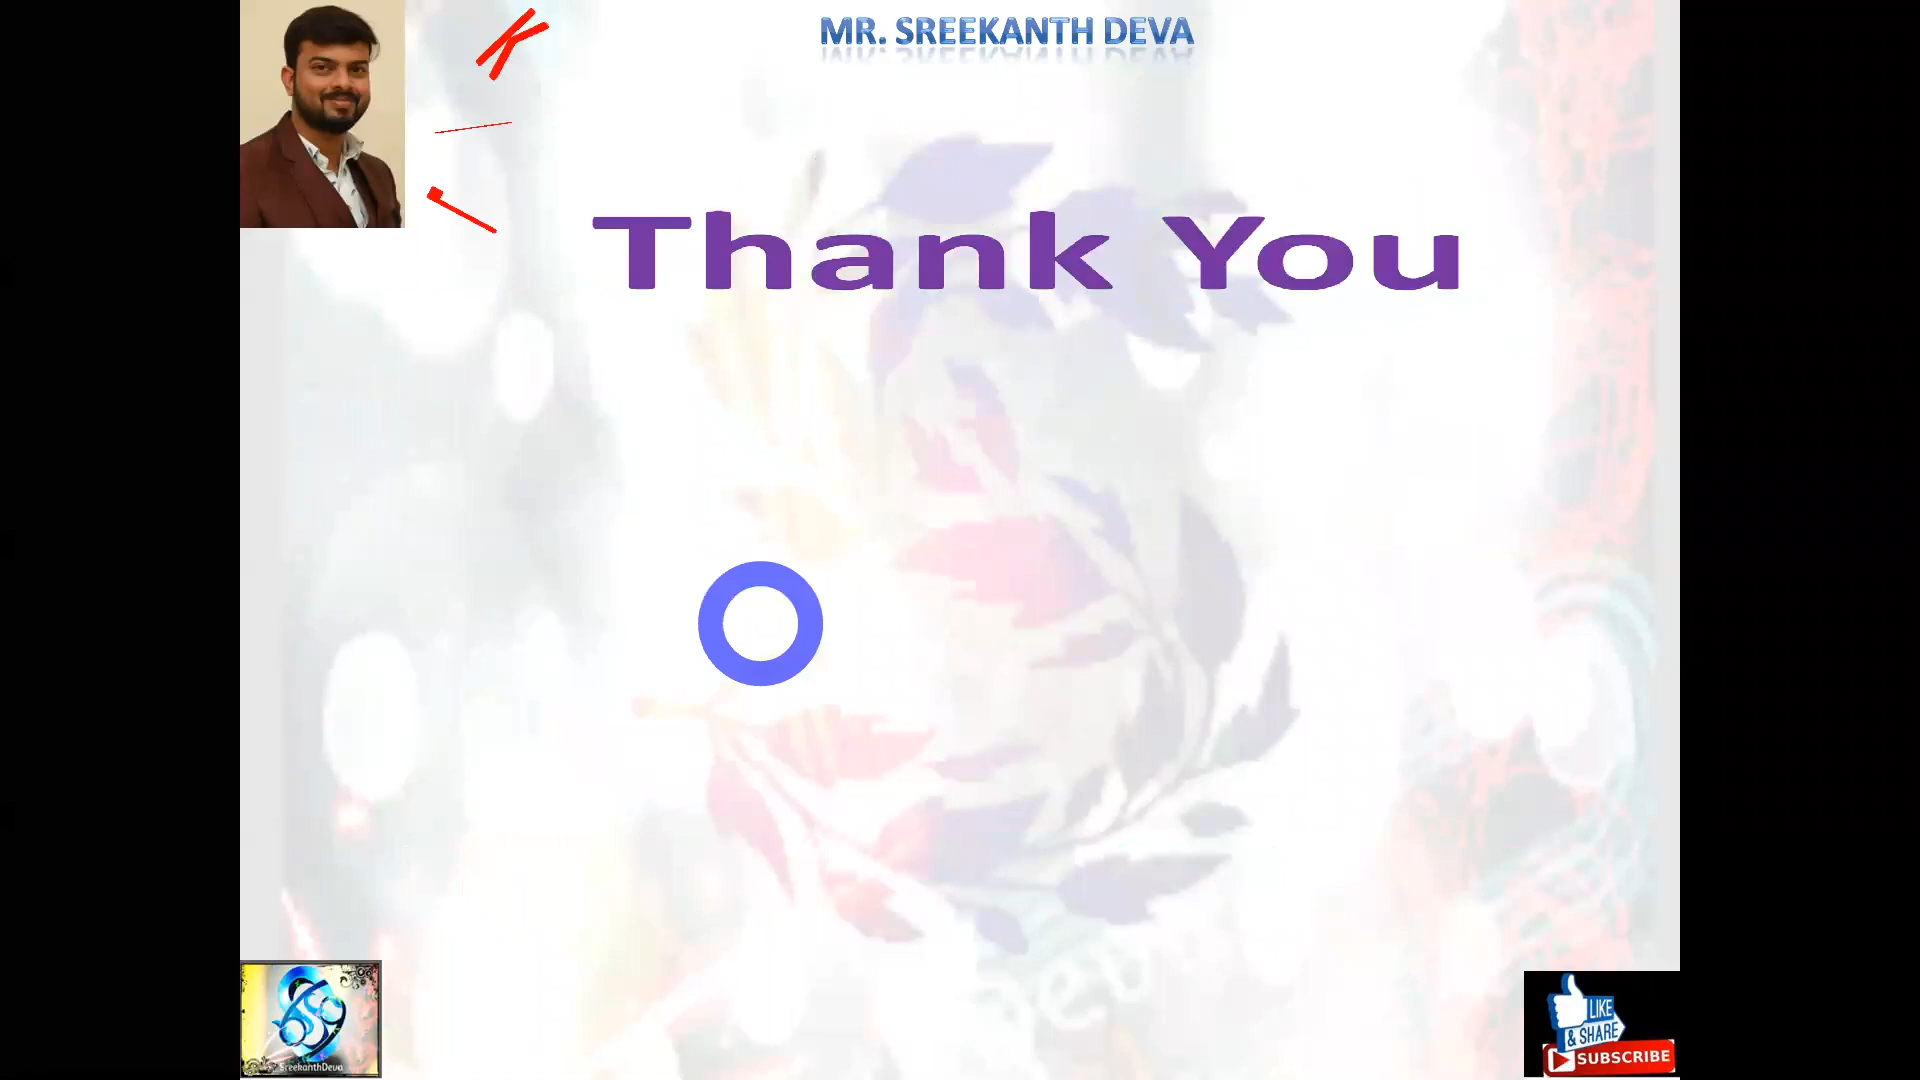 MR. SREEKANTH DEVA
Thank You
SreekanthDeva
LIKE
& SHARE
SUBSCRIBE